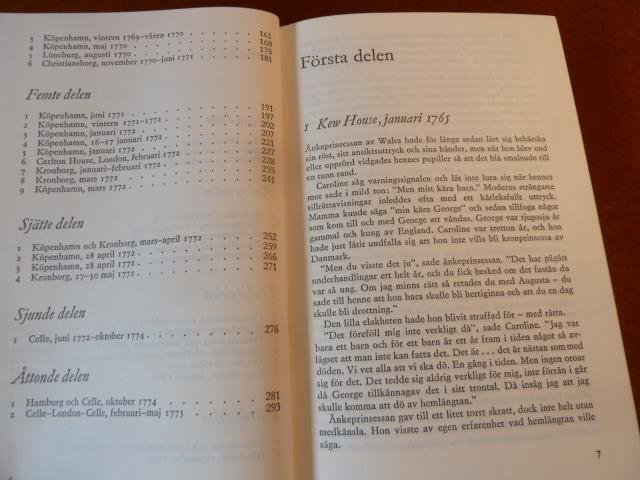 3 Köpenhamn, vintern 1769–våren 1770 161
4 Köpenhamn, maj 1770 168
5 Lüneburg, augusti 1770 175
6 Christiansborg, november 1770–juni 1771 181
Femte delen
1 Köpenhamn, juni 1771 191
2 Köpenhamn, vintern 1771–1772 197
3 Köpenhamn, januari 1772 202
4 Köpenhamn, 16–17 januari 1772 207
5 Köpenhamn, januari 1772 221
6 Carlton House, London, februari 1772 228
7 Kronborg, januari–februari 1772 227
8 Kronborg, mars 1772 235
9 Köpenhamn, mars 1772 241
Sjätte delen
1 Köpenhamn och Kronborg, mars–april 1772 252
2 Köpenhamn, 28 april 1772 259
3 Köpenhamn, 28 april 1772 266
4 Kronborg, 27–30 maj 1772 271
Sjunde delen
1 Celle, juni 1772–oktober 1774 276
Åttonde delen
1 Hamburg och Celle, oktober 1774 281
2 Celle–London–Celle, februari–maj 1775 293
Första delen
1 Kew House, januari 1765
Änkeprinsessan av Wales hade för länge sedan lärt sig behärska
sin röst, sitt ansiktsuttryck och sina händer, men när hon blev ond
eller upprörd vidgades hennes pupiller så att det blå smalnade till
en tunn rand.
Caroline såg varningssignalen och lät inte lura sig när hennes
mor sade i mild ton: "Men mitt kära barn." Moderns strängaste
tillrättavisningar inleddes ofta med ett kärleksfullt uttryck.
Mamma kunde säga "min käre George" och sedan tillfoga något
som kom till och med George att våndas. George var tjugosju år
gammal och kung av England. Caroline var tretton år, och hon
hade just låtit undfalla sig att hon inte ville bli kronprinsessa av
Danmark.
"Men du visste det ju", sade änkeprinsessan. "Det har pågått
underhandlingar ett helt år, och du fick besked om det fastän du
var så ung. Om jag minns rätt så retades du med Augusta – du
sade till henne att hon bara skulle bli hertiginna och att du en dag
skulle bli drottning."
Den lilla elakheten hade hon blivit straffad för – med rätta.
"Det föreföll mig inte verkligt då", sade Caroline. "Jag var
bara ett barn och för ett barn är ett år fram i tiden något så av-
lägset att man inte kan fatta det. Det är ... det är nästan som med
döden. Vi vet alla att vi ska dö. En gång i tiden. Men ingen oroar
sig för det. Det tedde sig aldrig verkligt för mig, inte förrän i går
då George tillkännagav det i sitt trontal. Då insåg jag att jag
skulle komma att dö av hemlängtan."
Änkeprinsessan gav till ett litet torrt skratt, dock inte helt utan
medkänsla. Hon visste av egen erfarenhet vad hemlängtan ville
säga.
7